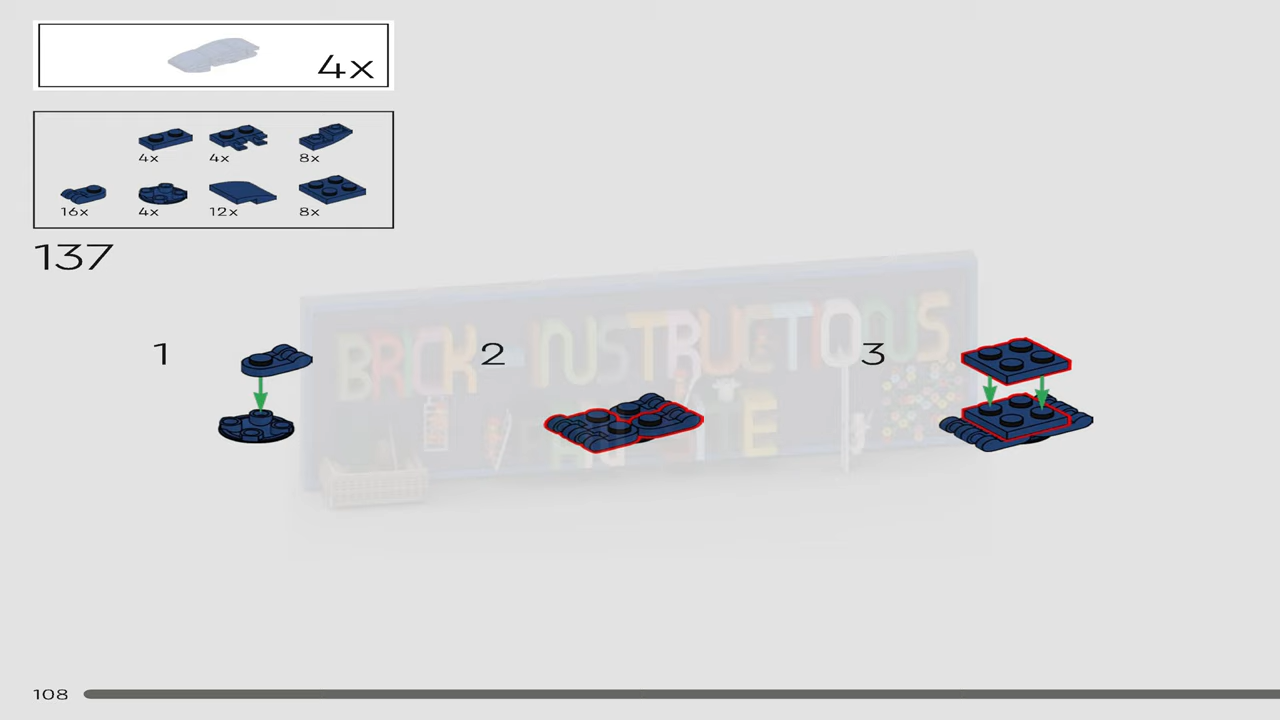 4x
4x 4x 8x
16x 4x 12x 8x
137
1 2 3
BRICK-INSTRUCTIONS
108